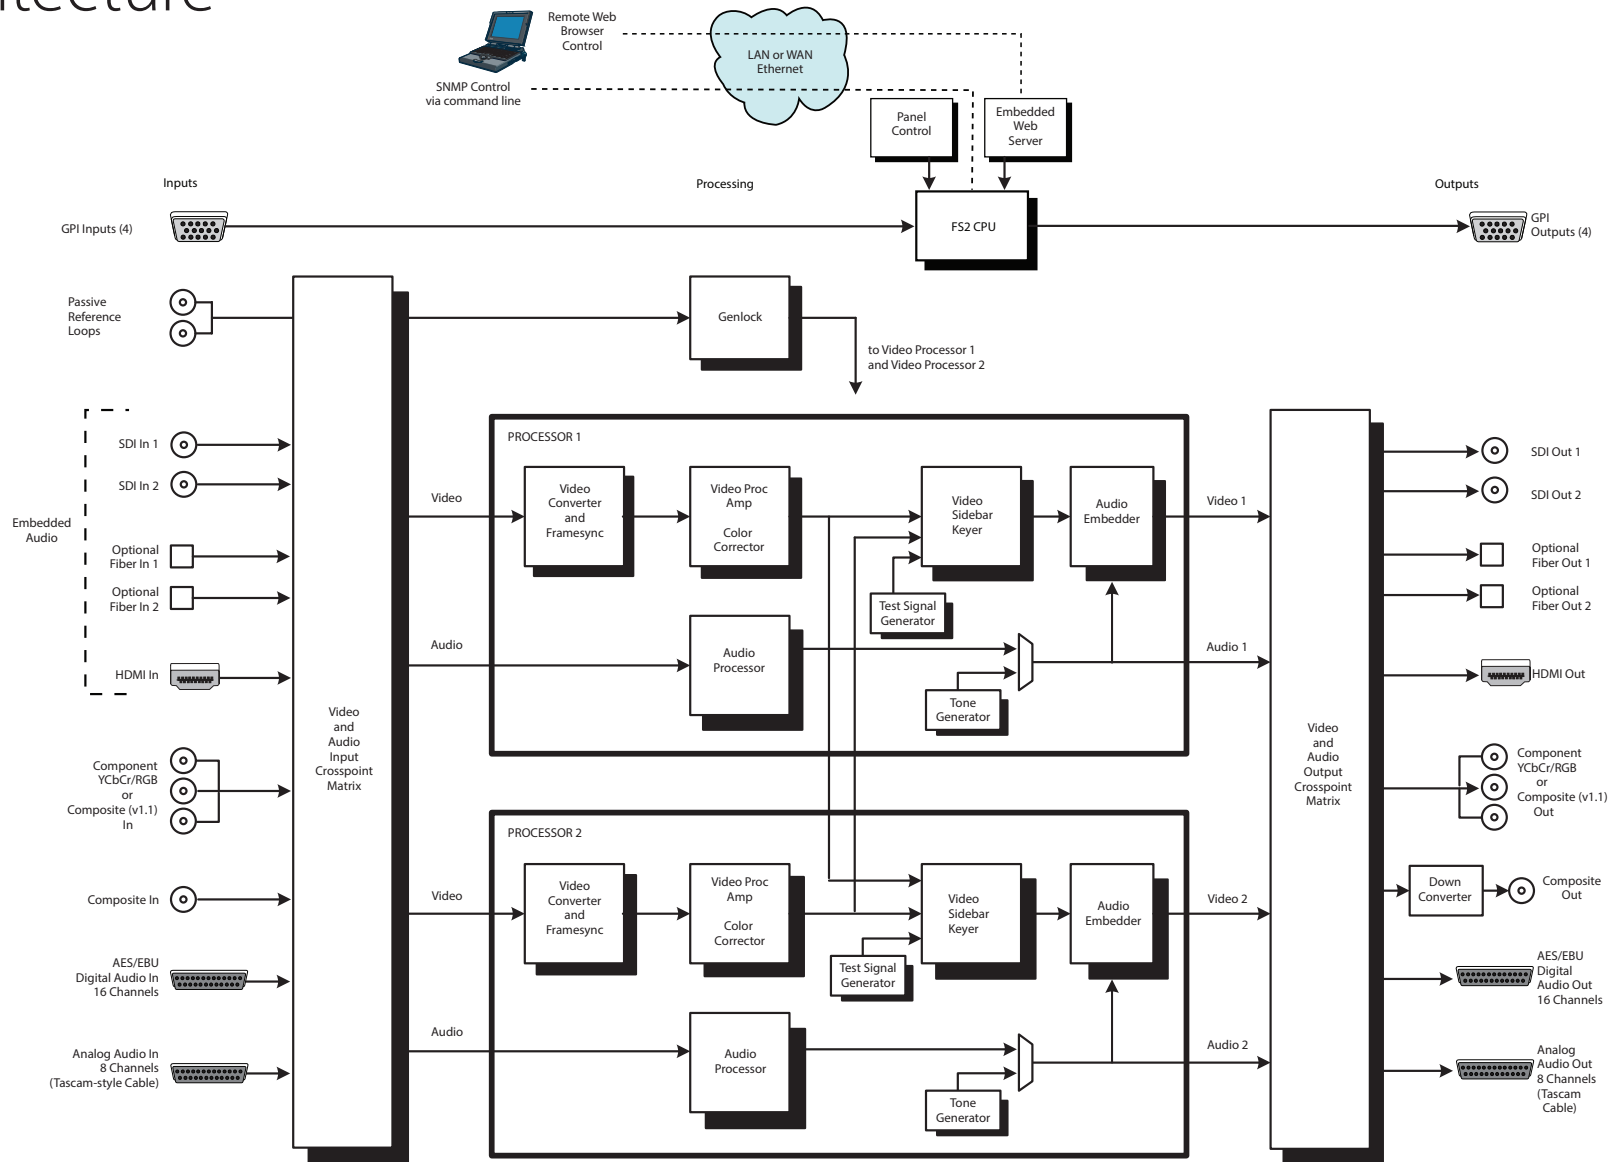 itecture
Remote Web
Browser
Control
LAN or WAN
Ethernet
SNMP Control
via command line
Panel
Control
Embedded
Web
Server
Inputs
Processing
Outputs
GPI Inputs (4)
FS2 CPU
GPI
Outputs (4)
Passive
Reference
Loops
Genlock
to Video Processor 1
and Video Processor 2
Embedded
Audio
SDI In 1
SDI In 2
Optional
Fiber In 1
Optional
Fiber In 2
HDMI In
Component
YCbCr/RGB
or
Composite (v1.1)
In
Composite In
AES/EBU
Digital Audio In
16 Channels
Analog Audio In
8 Channels
(Tascam-style Cable)
Video
and
Audio
Input
Crosspoint
Matrix
PROCESSOR 1
Video
Video
Converter
and
Framesync
Video Proc
Amp
Color
Corrector
Video
Sidebar
Keyer
Audio
Embedder
Video 1
Test Signal
Generator
Audio
Audio
Processor
Tone
Generator
Audio 1
PROCESSOR 2
Video
Video
Converter
and
Framesync
Video Proc
Amp
Color
Corrector
Video
Sidebar
Keyer
Audio
Embedder
Video 2
Test Signal
Generator
Audio
Audio
Processor
Tone
Generator
Audio 2
Video
and
Audio
Output
Crosspoint
Matrix
SDI Out 1
SDI Out 2
Optional
Fiber Out 1
Optional
Fiber Out 2
HDMI Out
Component
YCbCr/RGB
or
Composite (v1.1)
Out
Down
Converter
Composite
Out
AES/EBU
Digital
Audio Out
16 Channels
Analog
Audio Out
8 Channels
(Tascam
Cable)